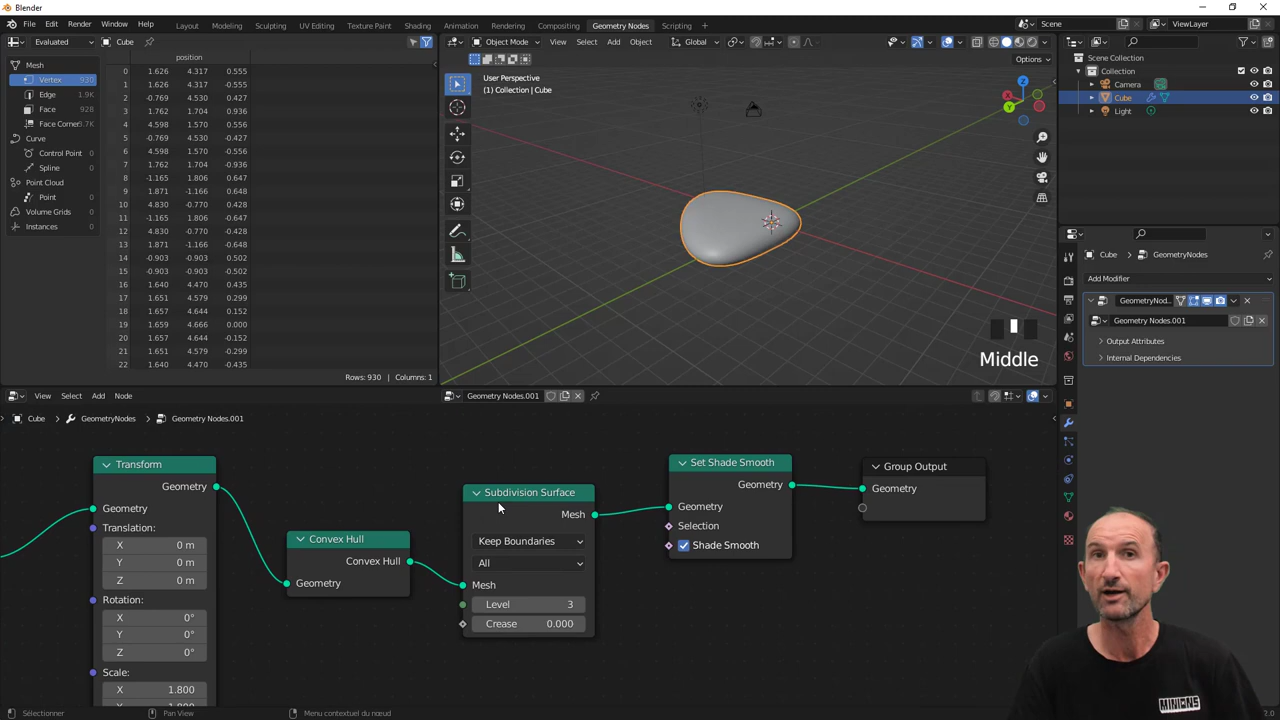 Blender
File Edit Render Window Help Layout Modeling Sculpting UV Editing Texture Paint Shading Animation Rendering Compositing Geometry Nodes Scripting + Scene ViewLayer
Evaluated Cube Object Mode View Select Add Object Global
Options
Mesh
Vertex 930
Edge 1.9K
Face 928
Face Corner
Curve
Control Point 0
Spline 0
Point Cloud
Point 0
Volume Grids 0
Instances 0
position
0 1.626 4.317 0.555
1 1.626 4.317 -0.555
2 -0.769 4.530 0.427
3 1.762 1.704 0.936
4 4.598 1.570 0.556
5 -0.769 4.530 -0.427
6 4.598 1.570 -0.556
7 1.762 1.704 -0.936
8 -1.165 1.806 0.647
9 1.871 -1.166 0.648
10 4.830 -0.770 0.428
11 -1.165 1.806 -0.647
12 4.830 -0.770 -0.428
13 1.871 -1.166 -0.648
14 -0.903 -0.903 0.502
15 -0.903 -0.903 -0.502
16 1.640 4.470 0.435
17 1.651 4.579 0.299
18 1.657 4.644 0.152
19 1.659 4.666 0.000
20 1.657 4.644 -0.152
21 1.651 4.579 -0.299
22 1.640 4.470 -0.435
Rows: 930 | Columns: 1
User Perspective
(1) Collection | Cube
Z
Y
Middle
Scene Collection
Collection
Camera
Cube
Light
Cube GeometryNodes
Add Modifier
GeometryNod...
Geometry Nodes.001
Output Attributes
Internal Dependencies
View Select Add Node Geometry Nodes.001
Cube GeometryNodes Geometry Nodes.001
Transform
Geometry
Geometry
Translation:
X 0 m
Y 0 m
Z 0 m
Rotation:
X 0°
Y 0°
Z 0°
Scale:
X 1.800
Convex Hull
Convex Hull
Geometry
Subdivision Surface
Mesh
Keep Boundaries
All
Mesh
Level 3
Crease 0.000
Set Shade Smooth
Geometry
Geometry
Selection
Shade Smooth
Group Output
Geometry
MINIONS
Sélectionner Pan View Menu contextuel du nœud